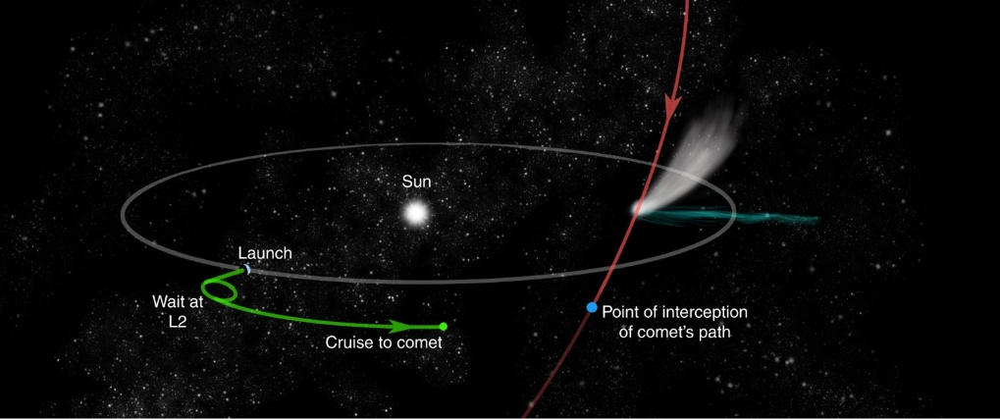 Sun
Launch
Wait at
L2
Point of interception
of comet's path
Cruise to comet